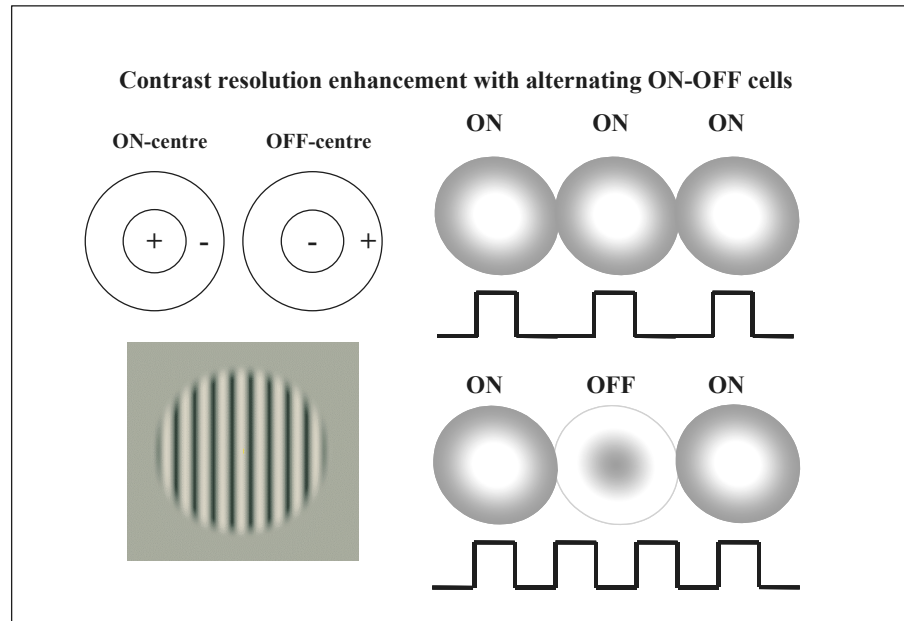 Contrast resolution enhancement with alternating ON-OFF cells
ON-centre OFF-centre
+ - - +
ON ON ON
ON OFF ON